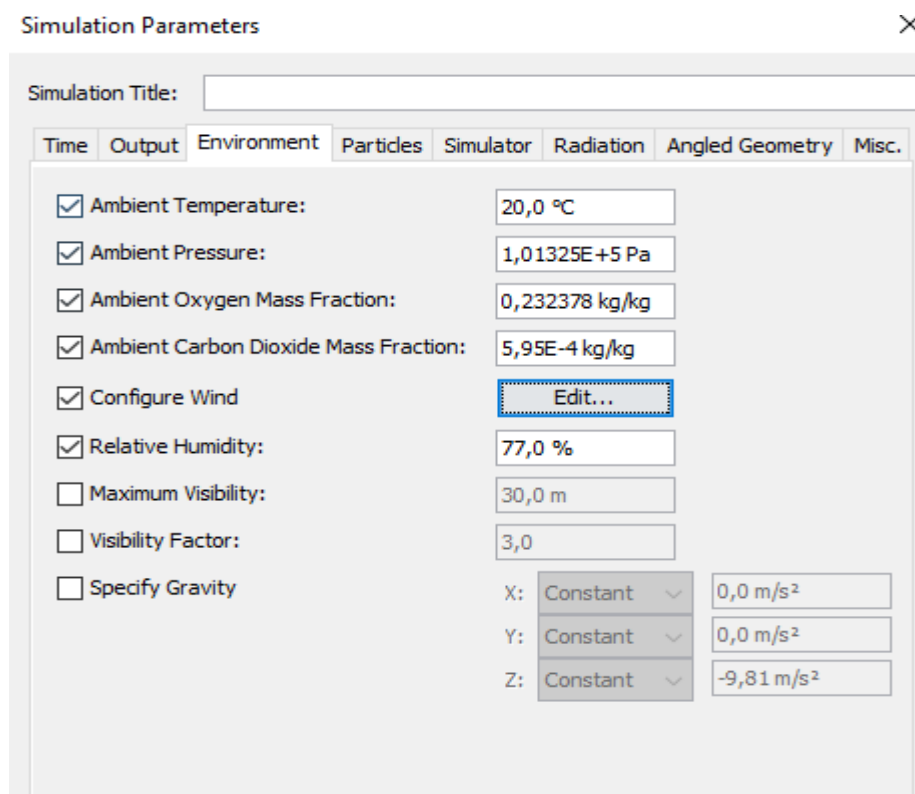 Simulation Parameters
Simulation Title:
Time Output Environment Particles Simulator Radiation Angled Geometry Misc.
Ambient Temperature: 20,0 °C
Ambient Pressure: 1,01325E+5 Pa
Ambient Oxygen Mass Fraction: 0,232378 kg/kg
Ambient Carbon Dioxide Mass Fraction: 5,95E-4 kg/kg
Configure Wind Edit...
Relative Humidity: 77,0 %
Maximum Visibility: 30,0 m
Visibility Factor: 3,0
Specify Gravity X: Constant 0,0 m/s²
Y: Constant 0,0 m/s²
Z: Constant -9,81 m/s²